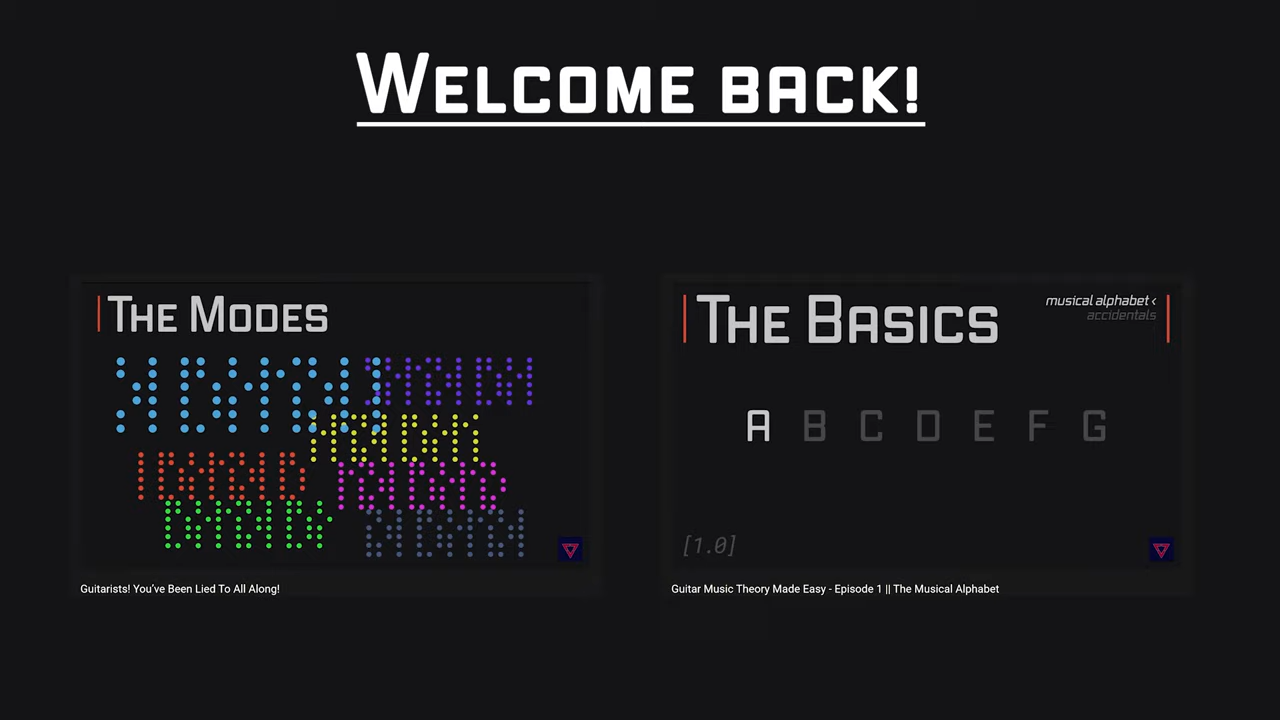 Welcome back!
The Modes
Guitarists! You've Been Lied To All Along!
The Basics
musical alphabet ‹
accidentals
A B C D E F G
[1.0]
Guitar Music Theory Made Easy - Episode 1 || The Musical Alphabet